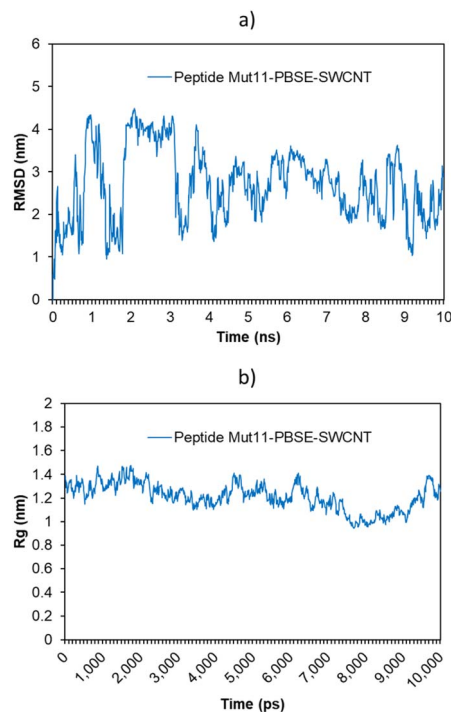 a)
6
5
4
3
2
1
0
RMSD (nm)
Peptide Mut11-PBSE-SWCNT
0 1 2 3 4 5 6 7 8 9 10
Time (ns)
b)
2
1.8
1.6
1.4
1.2
1
0.8
0.6
0.4
0.2
0
Rg (nm)
Peptide Mut11-PBSE-SWCNT
0 1,000 2,000 3,000 4,000 5,000 6,000 7,000 8,000 9,000 10,000
Time (ps)